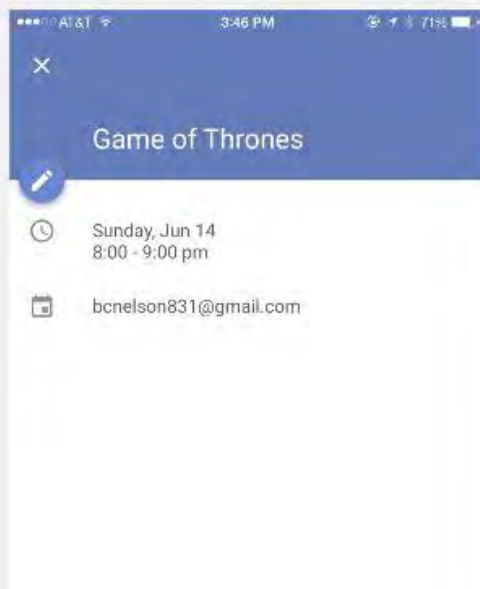 AT&T 3:46 PM 71%
Game of Thrones
Sunday, Jun 14
8:00 - 9:00 pm
bcnelson831@gmail.com